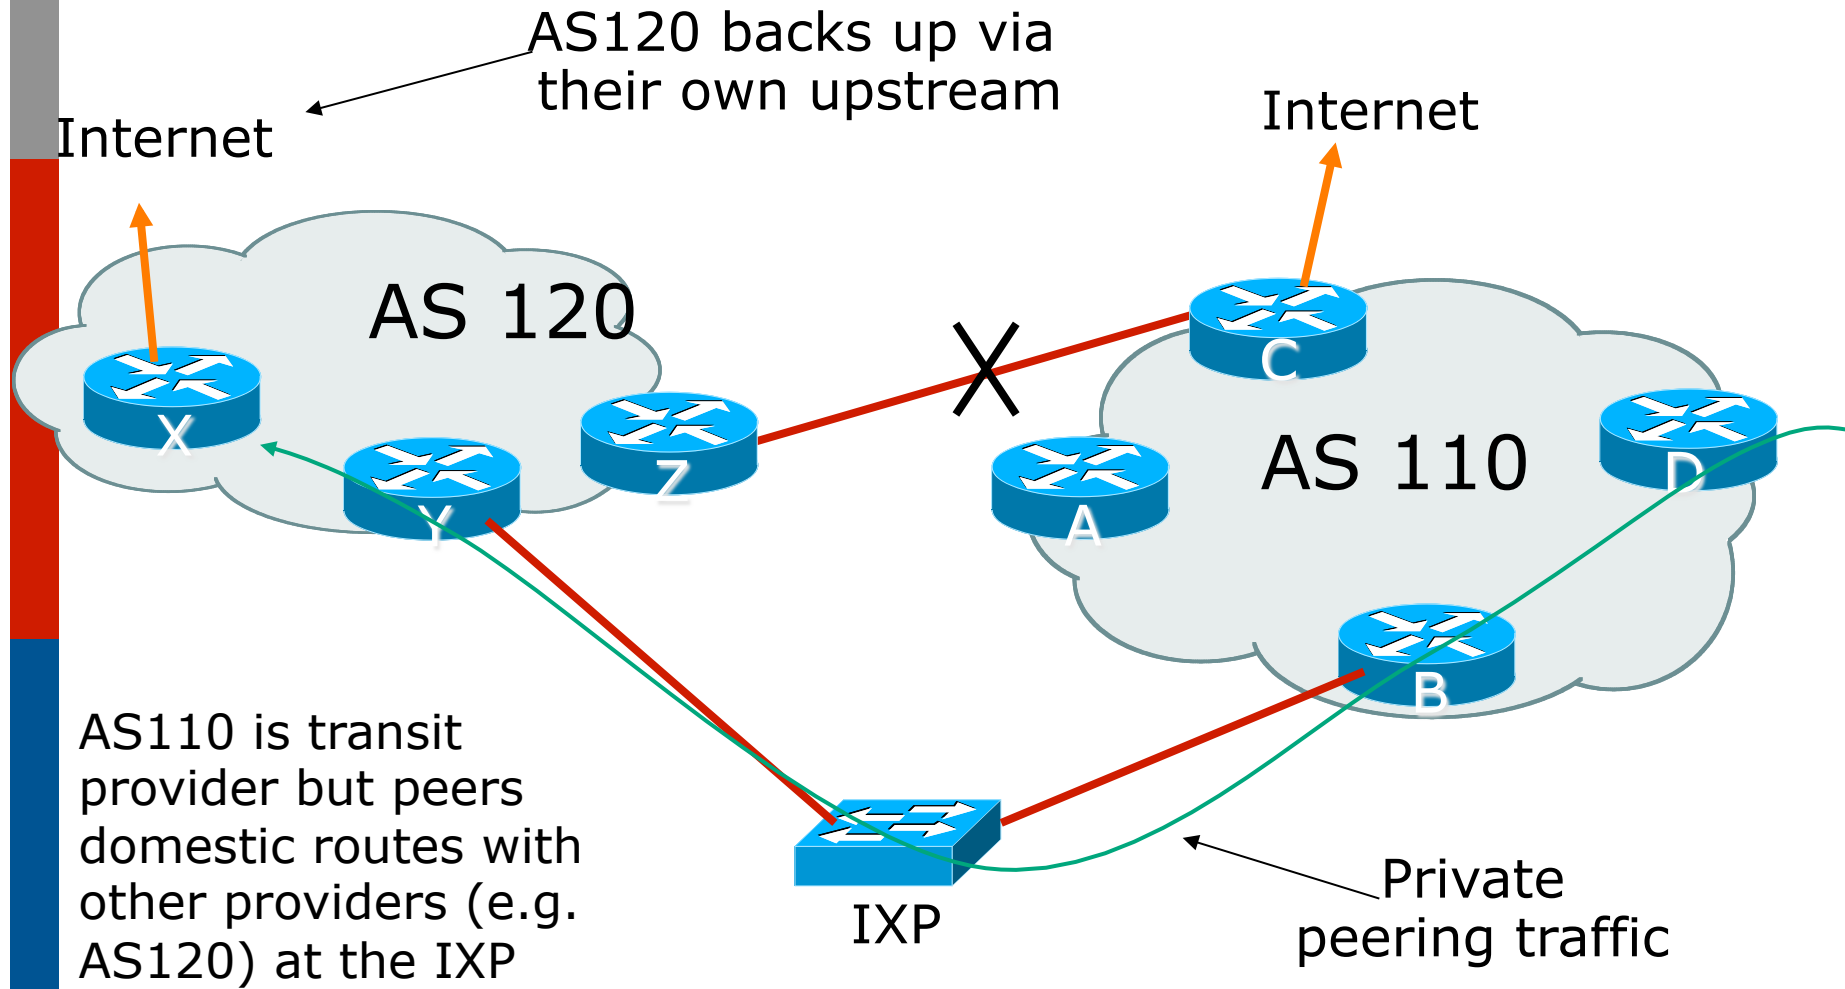 AS120 backs up via
their own upstream
Internet
Internet
AS 120
C
X
Z
AS 110
D
Y
A
B
AS110 is transit
provider but peers
domestic routes with
other providers (e.g.
AS120) at the IXP
IXP
Private
peering traffic